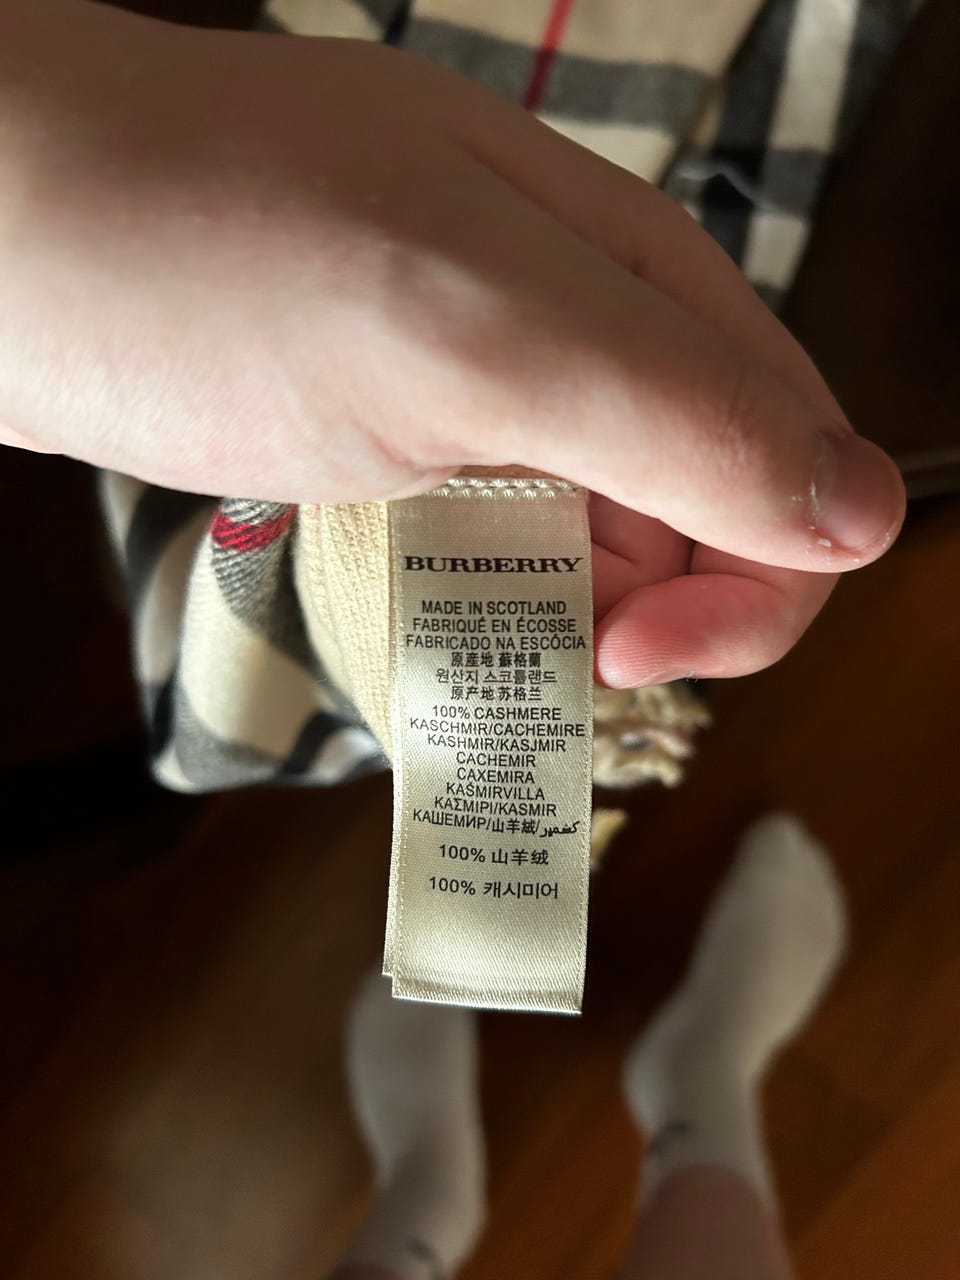 BURBERRY
MADE IN SCOTLAND
FABRIQUÉ EN ÉCOSSE
FABRICADO NA ESCÓCIA
原産地 蘇格蘭
원산지 스코틀랜드
原产地 苏格兰
100% CASHMERE
KASCHMIR/CACHEMIRE
KASHMIR/KASJMIR
CACHEMIR
CAXEMIRA
KAŠMIRVILLA
ΚΑΣΜΙΡΙ/KASMIR
КАШЕМИР/山羊絨/كشمير
100% 山羊绒
100% 캐시미어